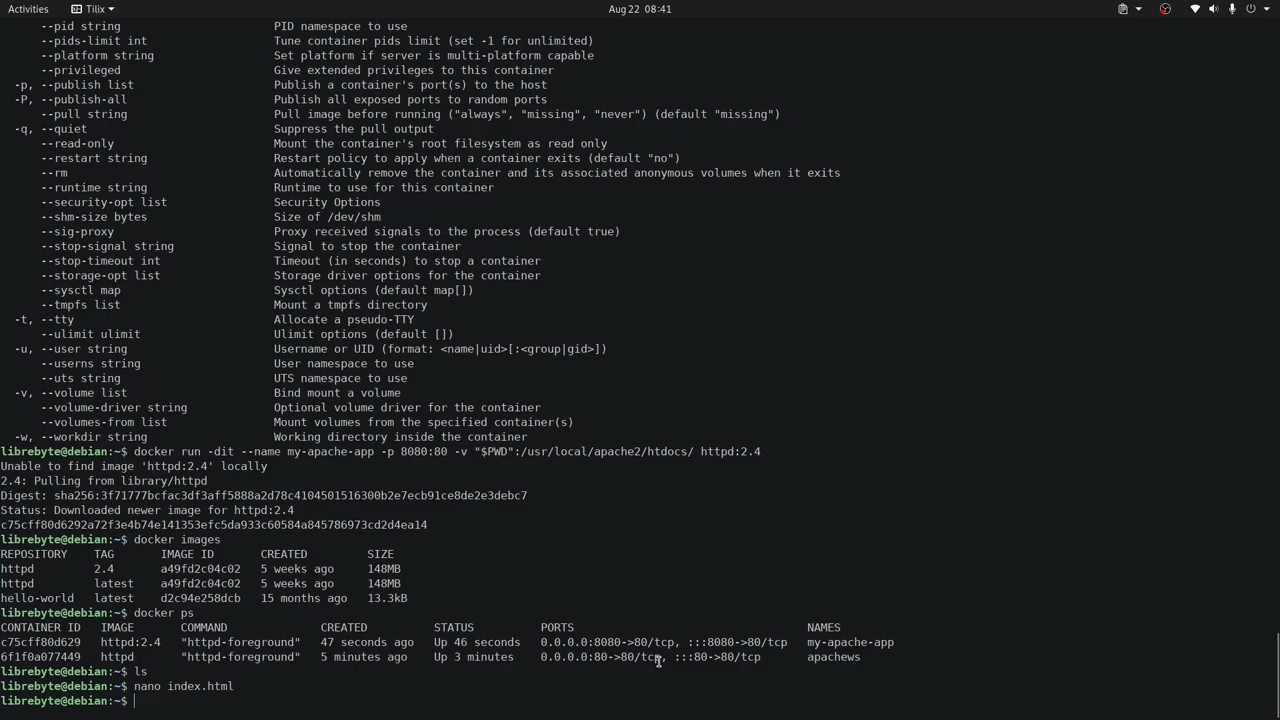 Activities Tilix Aug 22 08:41
--pid string PID namespace to use
--pids-limit int Tune container pids limit (set -1 for unlimited)
--platform string Set platform if server is multi-platform capable
--privileged Give extended privileges to this container
-p, --publish list Publish a container's port(s) to the host
-P, --publish-all Publish all exposed ports to random ports
--pull string Pull image before running ("always", "missing", "never") (default "missing")
-q, --quiet Suppress the pull output
--read-only Mount the container's root filesystem as read only
--restart string Restart policy to apply when a container exits (default "no")
--rm Automatically remove the container and its associated anonymous volumes when it exits
--runtime string Runtime to use for this container
--security-opt list Security Options
--shm-size bytes Size of /dev/shm
--sig-proxy Proxy received signals to the process (default true)
--stop-signal string Signal to stop the container
--stop-timeout int Timeout (in seconds) to stop a container
--storage-opt list Storage driver options for the container
--sysctl map Sysctl options (default map[])
--tmpfs list Mount a tmpfs directory
-t, --tty Allocate a pseudo-TTY
--ulimit ulimit Ulimit options (default [])
-u, --user string Username or UID (format: <name|uid>[:<group|gid>])
--userns string User namespace to use
--uts string UTS namespace to use
-v, --volume list Bind mount a volume
--volume-driver string Optional volume driver for the container
--volumes-from list Mount volumes from the specified container(s)
-w, --workdir string Working directory inside the container
librebyte@debian:~$ docker run -dit --name my-apache-app -p 8080:80 -v "$PWD":/usr/local/apache2/htdocs/ httpd:2.4
Unable to find image 'httpd:2.4' locally
2.4: Pulling from library/httpd
Digest: sha256:3f71777bcfac3df3aff5888a2d78c4104501516300b2e7ecb91ce8de2e3debc7
Status: Downloaded newer image for httpd:2.4
c75cff80d6292a72f3e4b74e141353efc5da933c60584a845786973cd2d4ea14
librebyte@debian:~$ docker images
REPOSITORY TAG IMAGE ID CREATED SIZE
httpd 2.4 a49fd2c04c02 5 weeks ago 148MB
httpd latest a49fd2c04c02 5 weeks ago 148MB
hello-world latest d2c94e258dcb 15 months ago 13.3kB
librebyte@debian:~$ docker ps
CONTAINER ID IMAGE COMMAND CREATED STATUS PORTS NAMES
c75cff80d629 httpd:2.4 "httpd-foreground" 47 seconds ago Up 46 seconds 0.0.0.0:8080->80/tcp, :::8080->80/tcp my-apache-app
6f1f0a077449 httpd "httpd-foreground" 5 minutes ago Up 3 minutes 0.0.0.0:80->80/tcp, :::80->80/tcp apachews
librebyte@debian:~$ ls
librebyte@debian:~$ nano index.html
librebyte@debian:~$